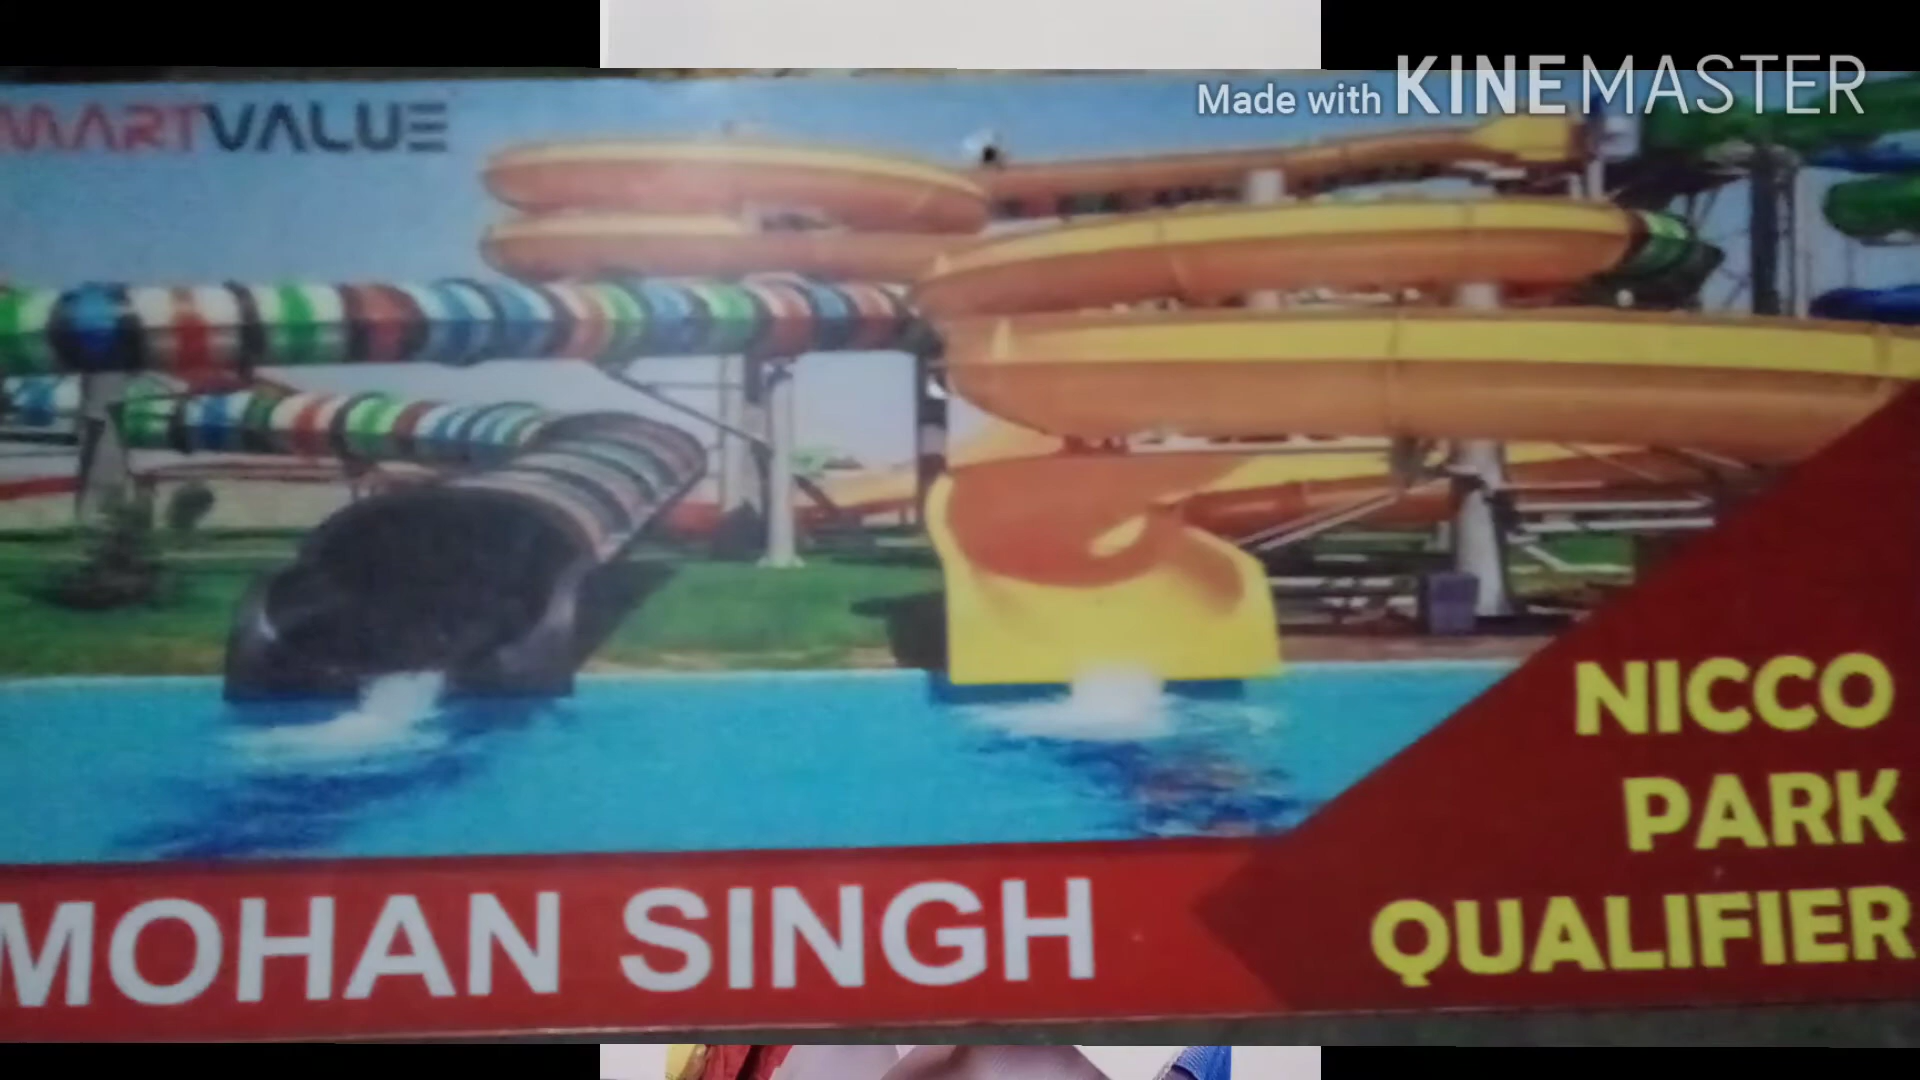 Made with KINEMASTER
MARTVALUE
NICCO
PARK
QUALIFIER
MOHAN SINGH